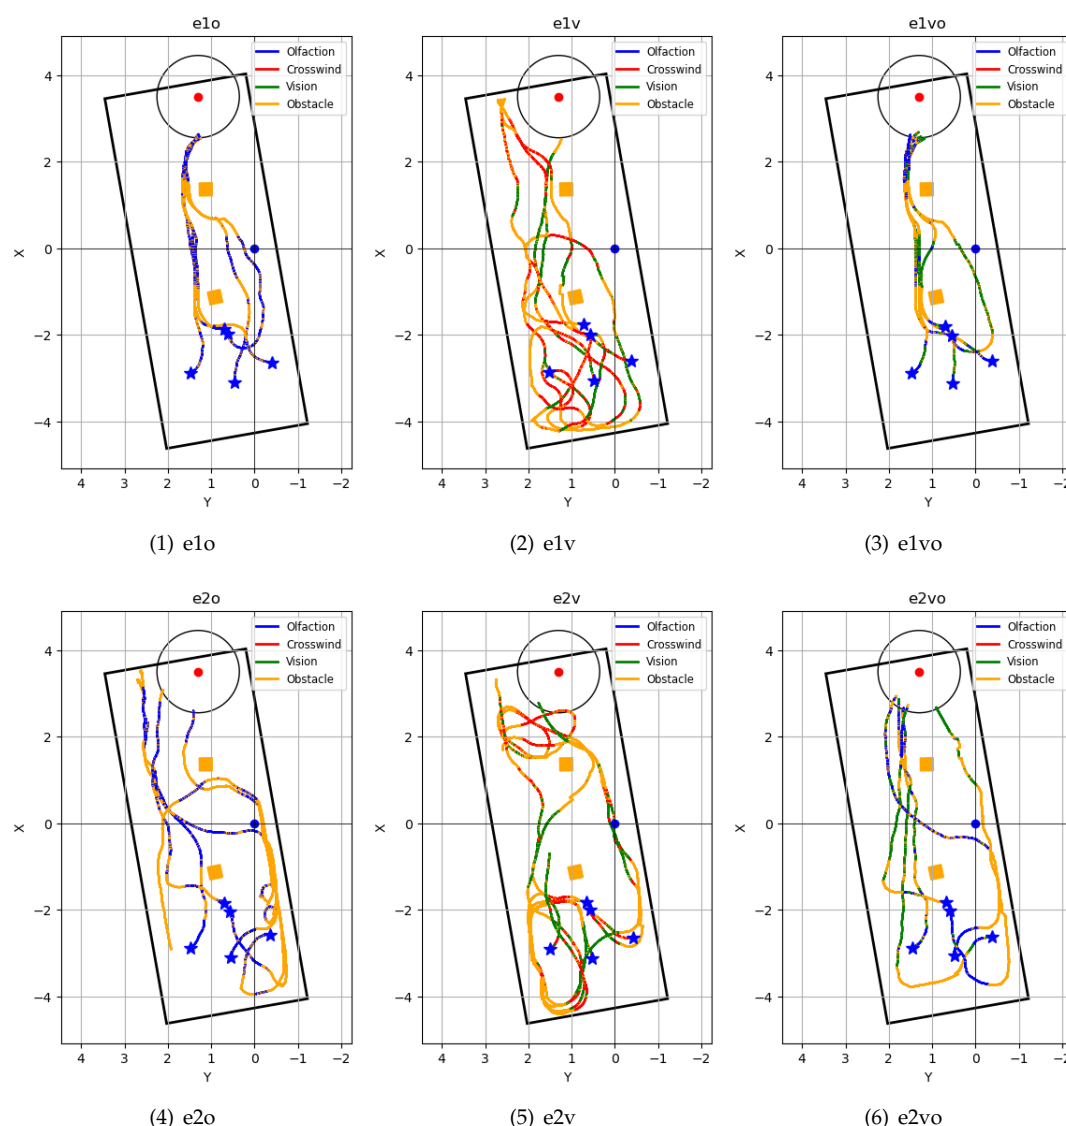 e1o
e1v
e1vo
Olfaction
Crosswind
Vision
Obstacle
Olfaction
Crosswind
Vision
Obstacle
Olfaction
Crosswind
Vision
Obstacle
X
4
2
0
−2
−4
X
4
2
0
−2
−4
X
4
2
0
−2
−4
4 3 2 1 0 −1 −2
4 3 2 1 0 −1 −2
4 3 2 1 0 −1 −2
Y
Y
Y
(1) e1o
(2) e1v
(3) e1vo
e2o
e2v
e2vo
Olfaction
Crosswind
Vision
Obstacle
Olfaction
Crosswind
Vision
Obstacle
Olfaction
Crosswind
Vision
Obstacle
X
4
2
0
−2
−4
X
4
2
0
−2
−4
X
4
2
0
−2
−4
4 3 2 1 0 −1 −2
4 3 2 1 0 −1 −2
4 3 2 1 0 −1 −2
Y
Y
Y
(4) e2o
(5) e2v
(6) e2vo